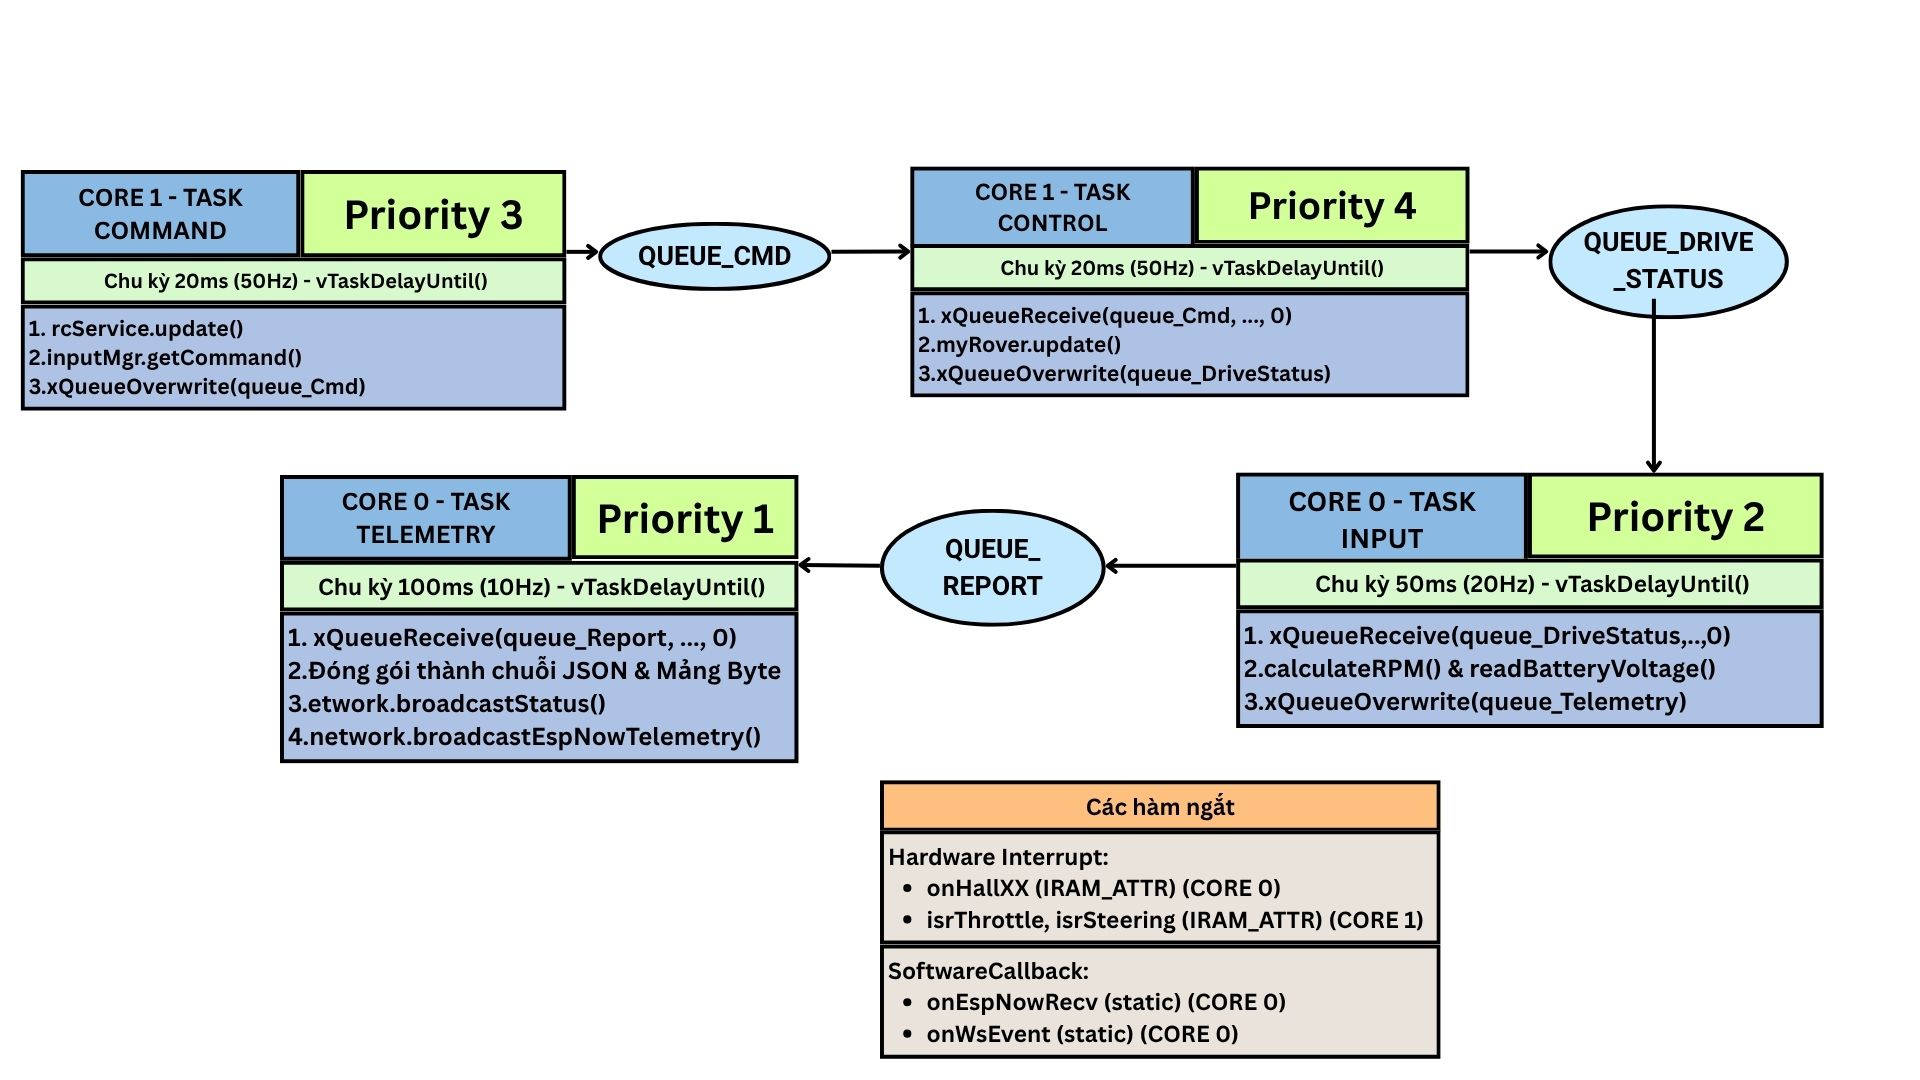 CORE 1 - TASK
COMMAND
Priority 3
Chu kỳ 20ms (50Hz) - vTaskDelayUntil()
1. rcService.update()
2.inputMgr.getCommand()
3.xQueueOverwrite(queue_Cmd)
QUEUE_CMD
CORE 1 - TASK
CONTROL
Priority 4
Chu kỳ 20ms (50Hz) - vTaskDelayUntil()
1. xQueueReceive(queue_Cmd, ..., 0)
2.myRover.update()
3.xQueueOverwrite(queue_DriveStatus)
QUEUE_DRIVE
_STATUS
CORE 0 - TASK
TELEMETRY
Priority 1
Chu kỳ 100ms (10Hz) - vTaskDelayUntil()
1. xQueueReceive(queue_Report, ..., 0)
2.Đóng gói thành chuỗi JSON & Mảng Byte
3.etwork.broadcastStatus()
4.network.broadcastEspNowTelemetry()
QUEUE_
REPORT
CORE 0 - TASK
INPUT
Priority 2
Chu kỳ 50ms (20Hz) - vTaskDelayUntil()
1. xQueueReceive(queue_DriveStatus,..,0)
2.calculateRPM() & readBatteryVoltage()
3.xQueueOverwrite(queue_Telemetry)
Các hàm ngắt
Hardware Interrupt:
• onHallXX (IRAM_ATTR) (CORE 0)
• isrThrottle, isrSteering (IRAM_ATTR) (CORE 1)
SoftwareCallback:
• onEspNowRecv (static) (CORE 0)
• onWsEvent (static) (CORE 0)